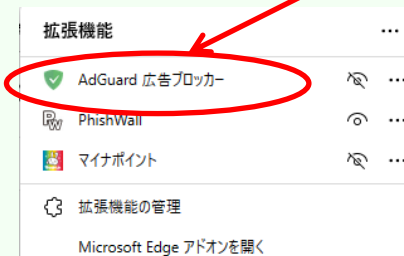 拡張機能
AdGuard 広告ブロッカー
PhishWall
マイナポイント
拡張機能の管理
Microsoft Edge アドオンを開く